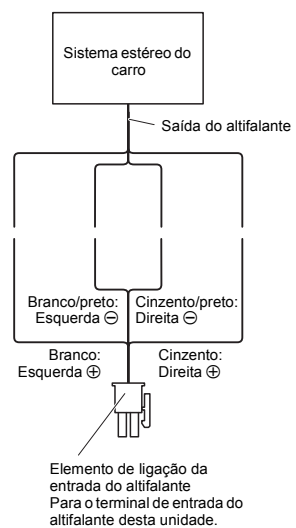 Sistema estéreo do
carro
Saída do altifalante
Branco/preto:
Esquerda ⊖
Cinzento/preto:
Direita ⊖
Branco:
Esquerda ⊕
Cinzento:
Direita ⊕
Elemento de ligação da
entrada do altifalante
Para o terminal de entrada do
altifalante desta unidade.